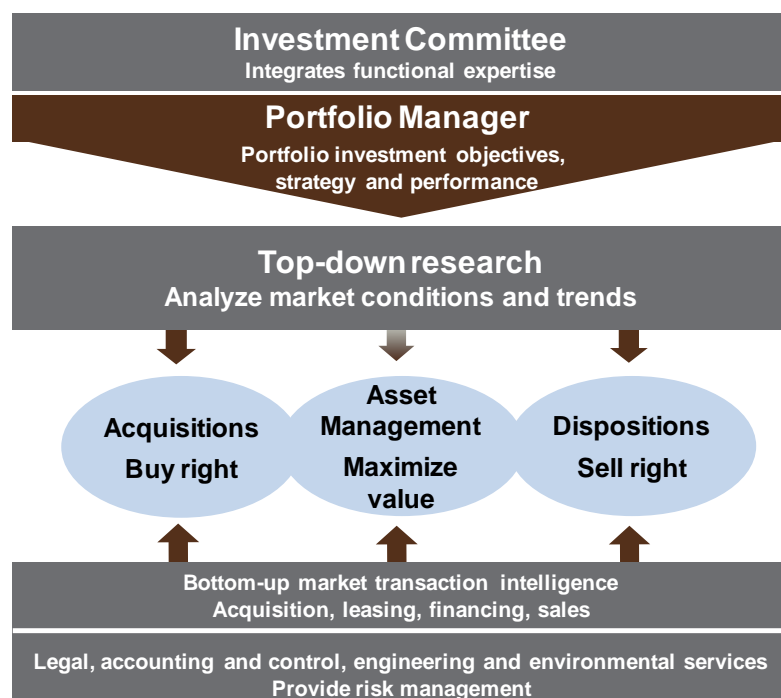 Investment Committee
Integrates functional expertise
Portfolio Manager
Portfolio investment objectives,
strategy and performance
Top-down research
Analyze market conditions and trends
Acquisitions
Buy right
Asset
Management
Maximize
value
Dispositions
Sell right
Bottom-up market transaction intelligence
Acquisition, leasing, financing, sales
Legal, accounting and control, engineering and environmental services
Provide risk management